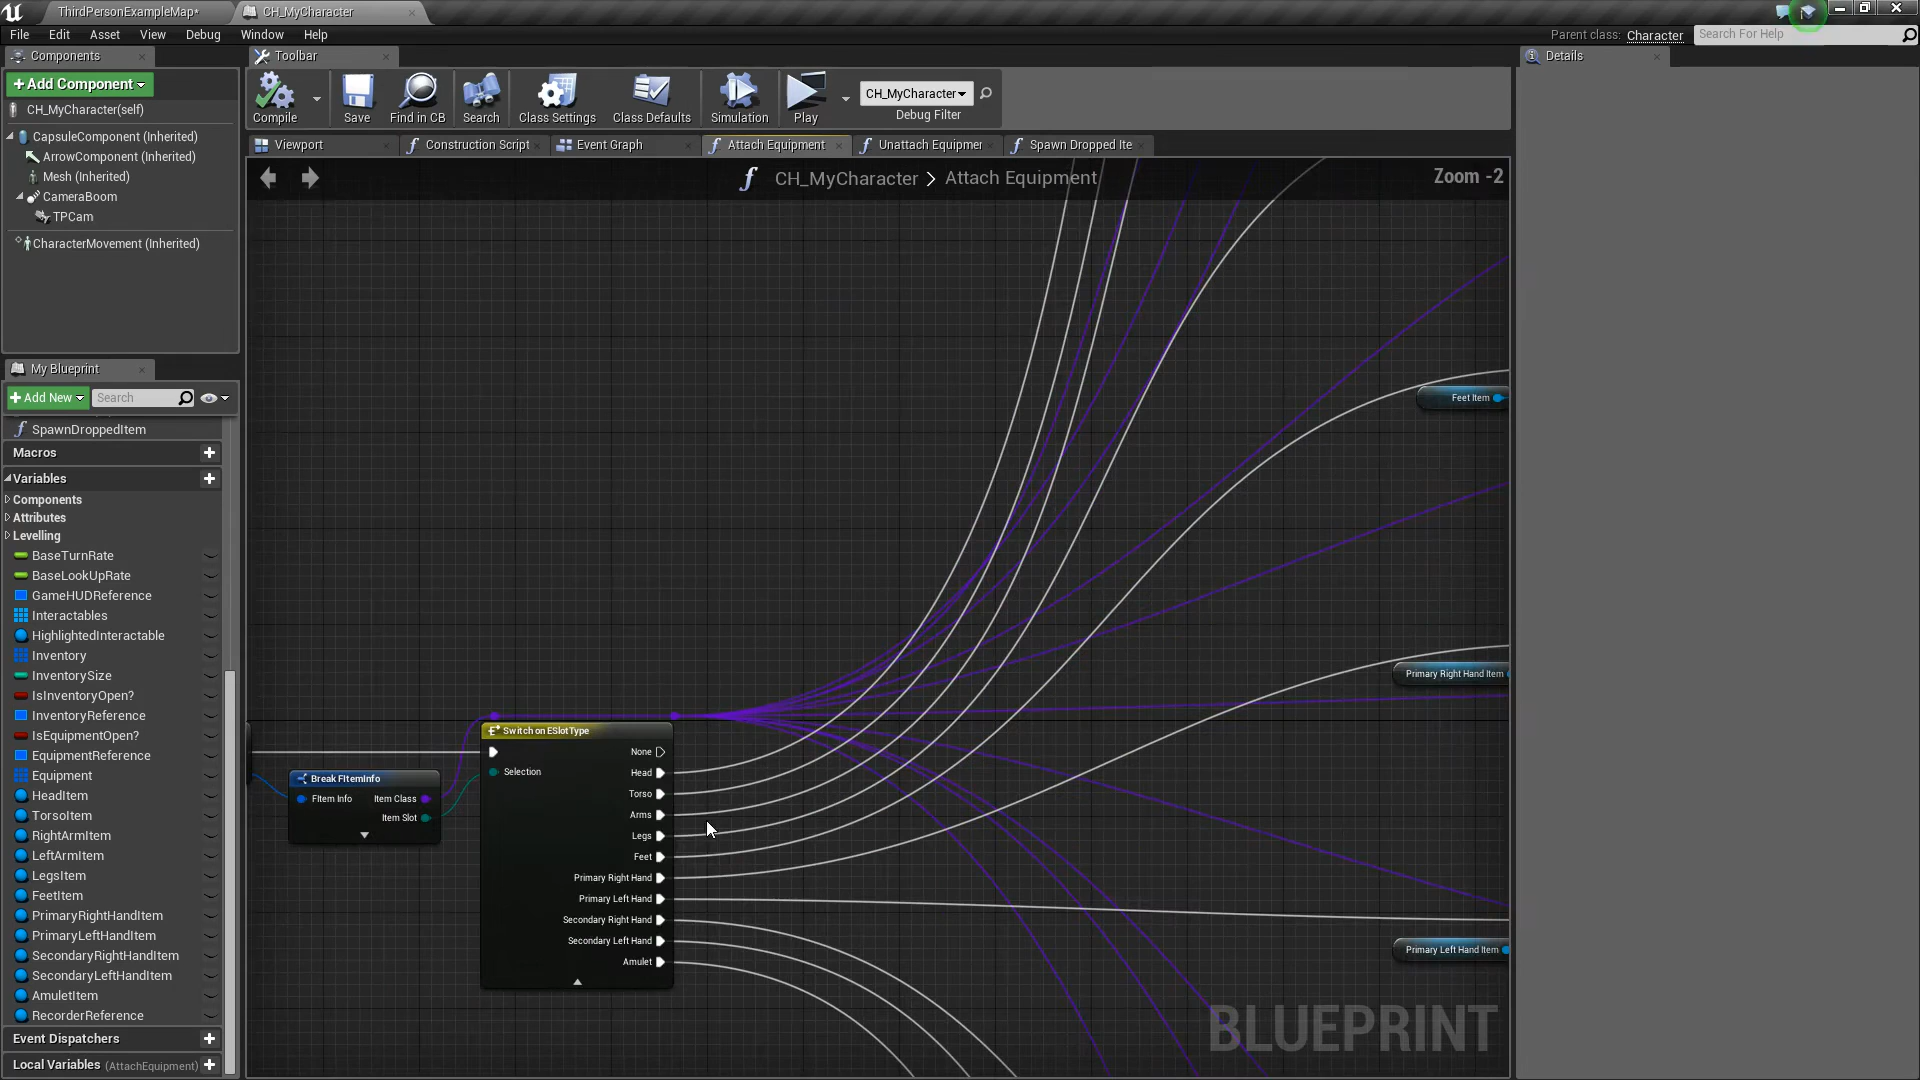 ThirdPersonExampleMap*
CH_MyCharacter
File
Edit
Asset
View
Debug
Window
Help
Parent class:
Character
Search For Help
Components
Toolbar
Details
+Add Component
CH_MyCharacter(self)
CapsuleComponent (Inherited)
ArrowComponent (Inherited)
Mesh (Inherited)
CameraBoom
TPCam
CharacterMovement (Inherited)
Compile
Save
Find in CB
Search
Class Settings
Class Defaults
Simulation
Play
CH_MyCharacter
Debug Filter
Viewport
Construction Script
Event Graph
Attach Equipment
Unattach Equipmer
Spawn Dropped Ite
CH_MyCharacter > Attach Equipment
Zoom -2
My Blueprint
+Add New
Search
SpawnDroppedItem
Macros
Variables
Components
Attributes
Levelling
BaseTurnRate
BaseLookUpRate
GameHUDReference
Interactables
HighlightedInteractable
Inventory
InventorySize
IsInventoryOpen?
InventoryReference
IsEquipmentOpen?
EquipmentReference
Equipment
HeadItem
TorsoItem
RightArmItem
LeftArmItem
LegsItem
FeetItem
PrimaryRightHandItem
PrimaryLeftHandItem
SecondaryRightHandItem
SecondaryLeftHandItem
AmuletItem
RecorderReference
Event Dispatchers
Local Variables (AttachEquipment)
Break FItemInfo
FItem Info
Item Class
Item Slot
Switch on ESlotType
Selection
None
Head
Torso
Arms
Legs
Feet
Primary Right Hand
Primary Left Hand
Secondary Right Hand
Secondary Left Hand
Amulet
Feet Item
Primary Right Hand Item
Primary Left Hand Item
BLUEPRINT